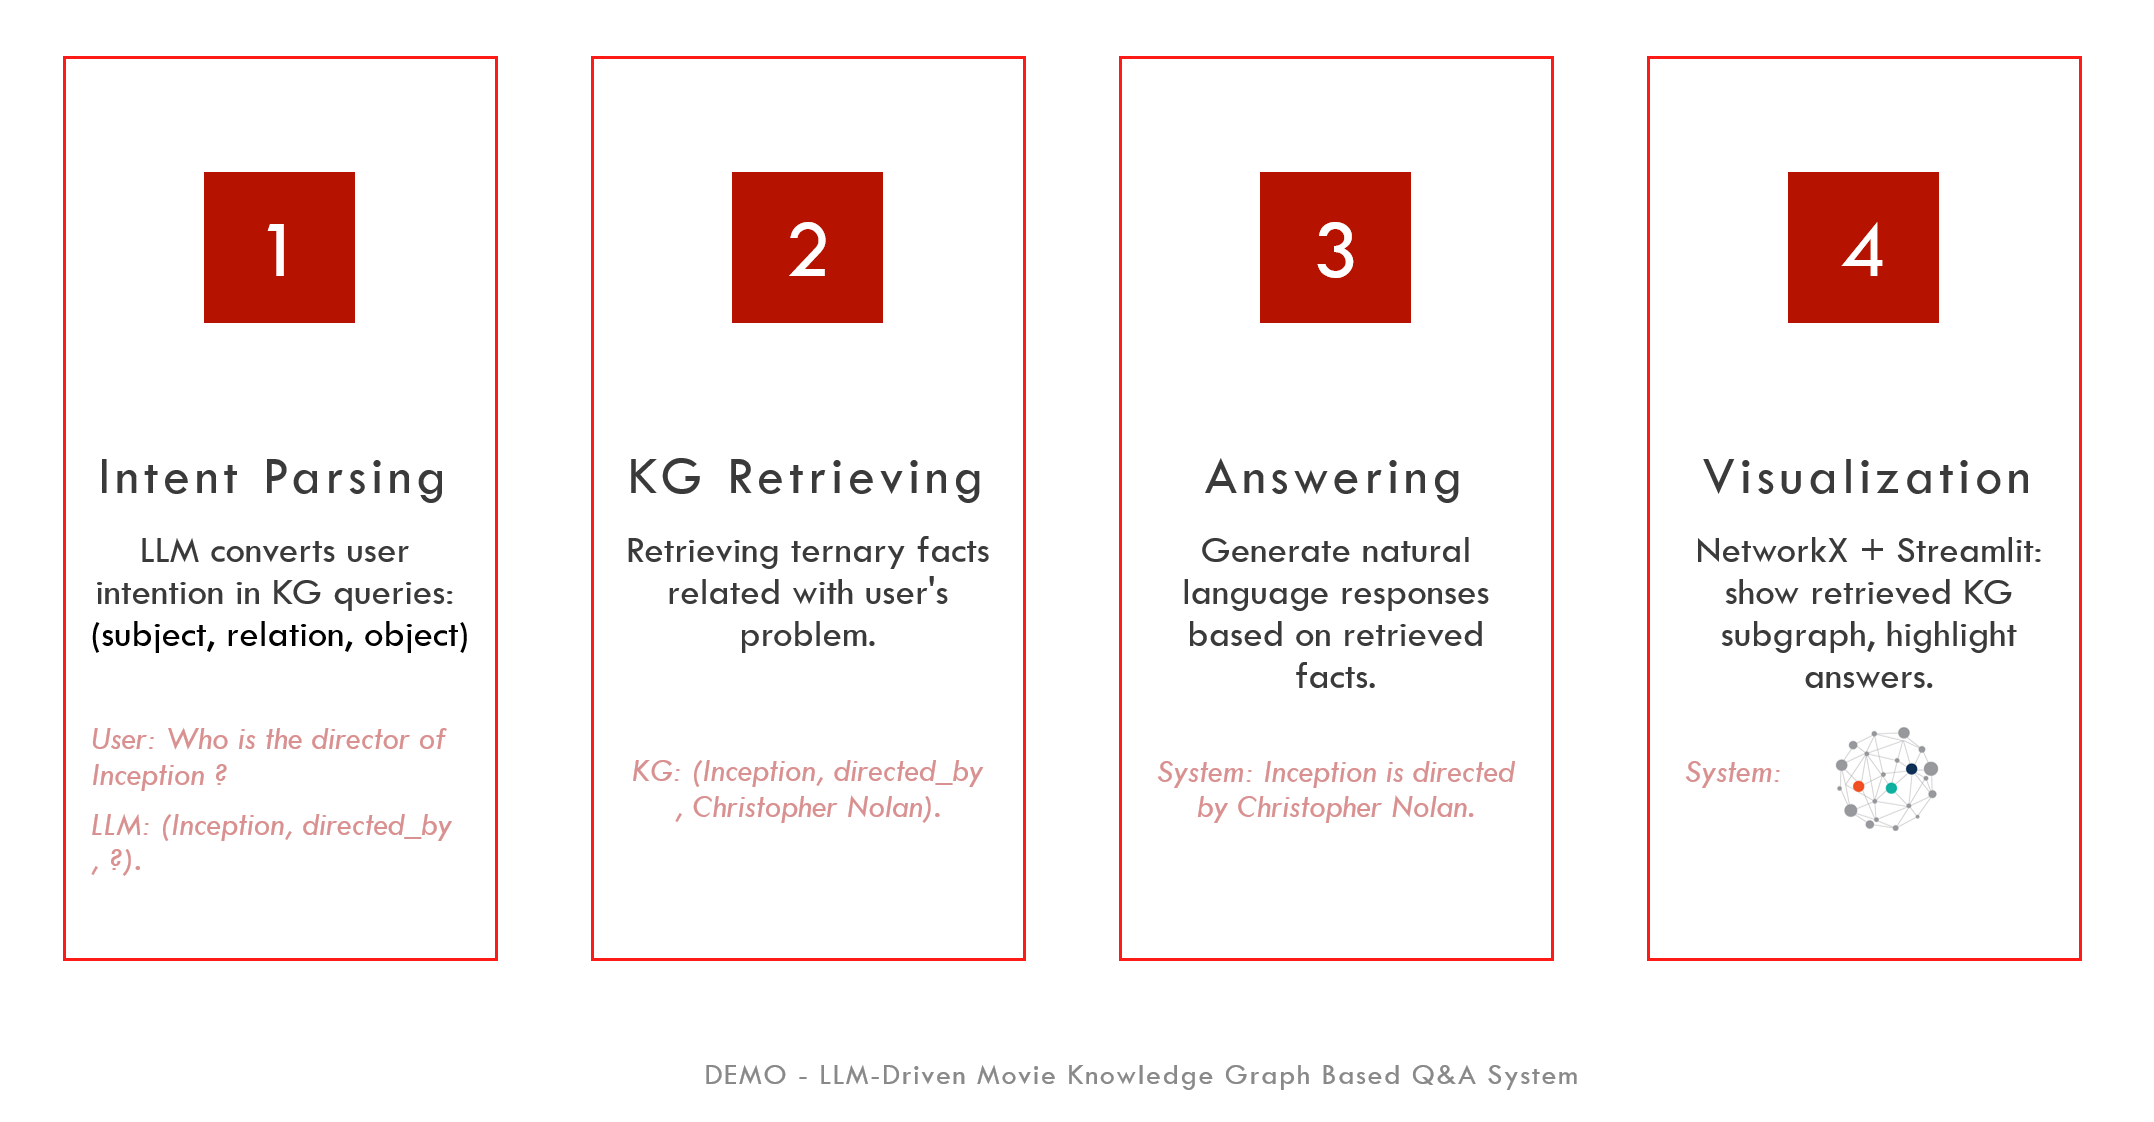 1
Intent Parsing
LLM converts user
intention in KG queries:
(subject, relation, object)
User: Who is the director of
Inception ?
LLM: (Inception, directed_by
, ?).
2
KG Retrieving
Retrieving ternary facts
related with user's
problem.
KG: (Inception, directed_by
, Christopher Nolan).
3
Answering
Generate natural
language responses
based on retrieved
facts.
System: Inception is directed
by Christopher Nolan.
4
Visualization
NetworkX + Streamlit:
show retrieved KG
subgraph, highlight
answers.
System:
DEMO - LLM-Driven Movie Knowledge Graph Based Q&A System